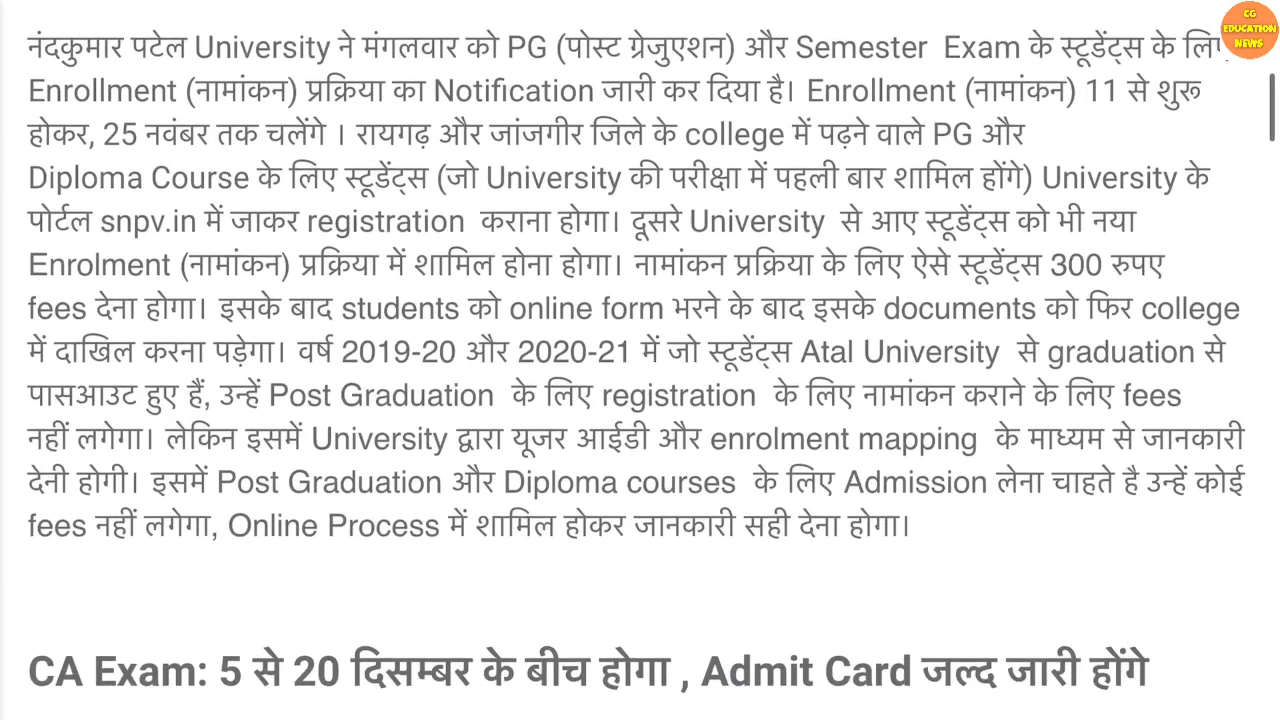 CG
EDUCATION
NEWS
नंदकुमार पटेल University ने मंगलवार को PG (पोस्ट ग्रेजुएशन) और Semester Exam के स्टूडेंट्स के लिए
Enrollment (नामांकन) प्रक्रिया का Notification जारी कर दिया है। Enrollment (नामांकन) 11 से शुरू
होकर, 25 नवंबर तक चलेंगे । रायगढ़ और जांजगीर जिले के college में पढ़ने वाले PG और
Diploma Course के लिए स्टूडेंट्स (जो University की परीक्षा में पहली बार शामिल होंगे) University के
पोर्टल snpv.in में जाकर registration कराना होगा। दूसरे University से आए स्टूडेंट्स को भी नया
Enrolment (नामांकन) प्रक्रिया में शामिल होना होगा। नामांकन प्रक्रिया के लिए ऐसे स्टूडेंट्स 300 रुपए
fees देना होगा। इसके बाद students को online form भरने के बाद इसके documents को फिर college
में दाखिल करना पड़ेगा। वर्ष 2019-20 और 2020-21 में जो स्टूडेंट्स Atal University से graduation से
पासआउट हुए हैं, उन्हें Post Graduation के लिए registration के लिए नामांकन कराने के लिए fees
नहीं लगेगा। लेकिन इसमें University द्वारा यूजर आईडी और enrolment mapping के माध्यम से जानकारी
देनी होगी। इसमें Post Graduation और Diploma courses के लिए Admission लेना चाहते है उन्हें कोई
fees नहीं लगेगा, Online Process में शामिल होकर जानकारी सही देना होगा।
CA Exam: 5 से 20 दिसम्बर के बीच होगा , Admit Card जल्द जारी होंगे